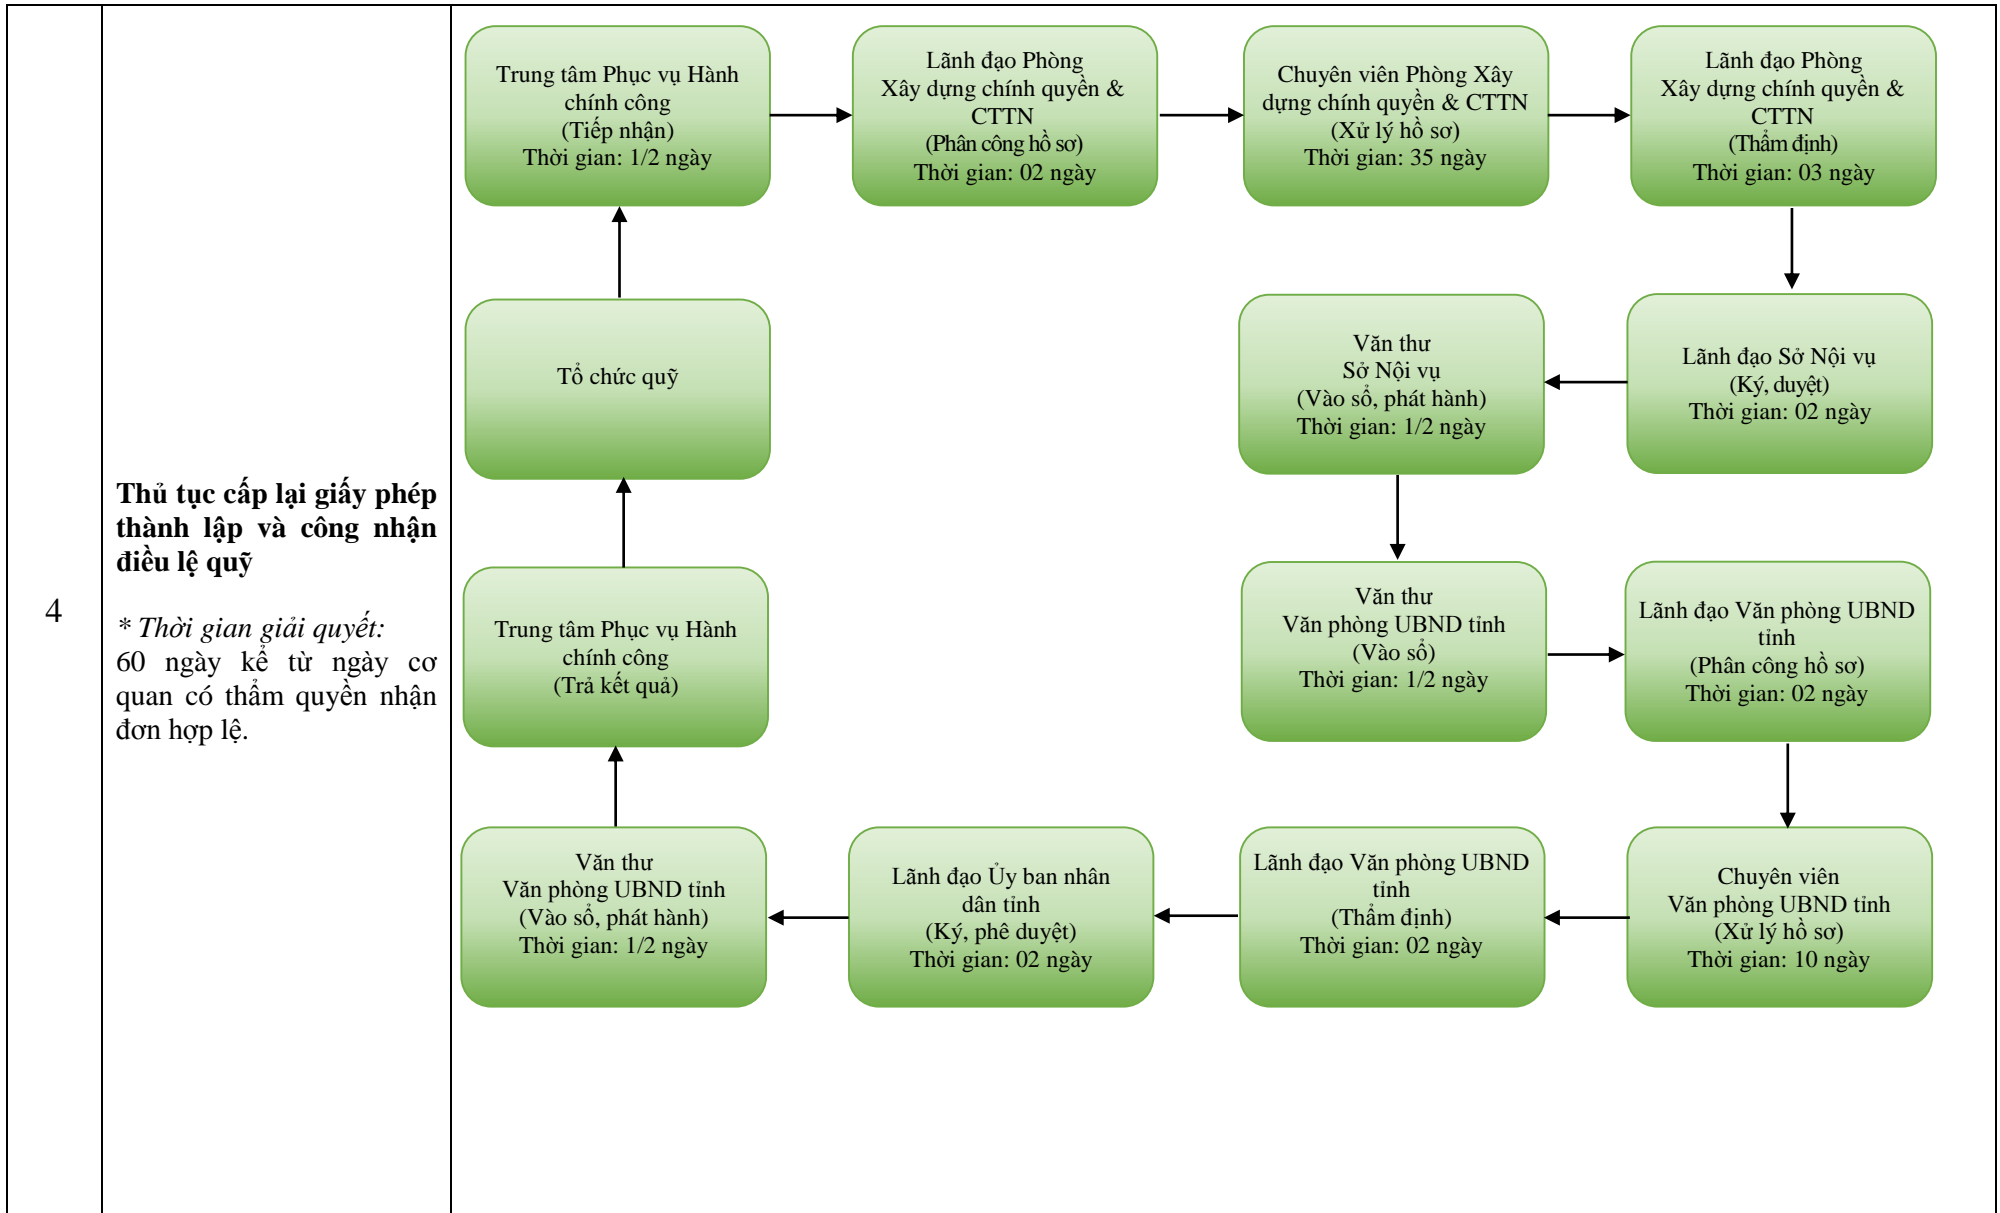 4
Thủ tục cấp lại giấy phép
thành lập và công nhận
điều lệ quỹ
* Thời gian giải quyết:
60 ngày kể từ ngày cơ
quan có thẩm quyền nhận
đơn hợp lệ.
Trung tâm Phục vụ Hành
chính công
(Tiếp nhận)
Thời gian: 1/2 ngày
Lãnh đạo Phòng
Xây dựng chính quyền &
CTTN
(Phân công hồ sơ)
Thời gian: 02 ngày
Chuyên viên Phòng Xây
dựng chính quyền & CTTN
(Xử lý hồ sơ)
Thời gian: 35 ngày
Lãnh đạo Phòng
Xây dựng chính quyền &
CTTN
(Thẩm định)
Thời gian: 03 ngày
Tổ chức quỹ
Văn thư
Sở Nội vụ
(Vào sổ, phát hành)
Thời gian: 1/2 ngày
Lãnh đạo Sở Nội vụ
(Ký, duyệt)
Thời gian: 02 ngày
Trung tâm Phục vụ Hành
chính công
(Trả kết quả)
Văn thư
Văn phòng UBND tỉnh
(Vào sổ)
Thời gian: 1/2 ngày
Lãnh đạo Văn phòng UBND
tỉnh
(Phân công hồ sơ)
Thời gian: 02 ngày
Văn thư
Văn phòng UBND tỉnh
(Vào sổ, phát hành)
Thời gian: 1/2 ngày
Lãnh đạo Ủy ban nhân
dân tỉnh
(Ký, phê duyệt)
Thời gian: 02 ngày
Lãnh đạo Văn phòng UBND
tỉnh
(Thẩm định)
Thời gian: 02 ngày
Chuyên viên
Văn phòng UBND tỉnh
(Xử lý hồ sơ)
Thời gian: 10 ngày